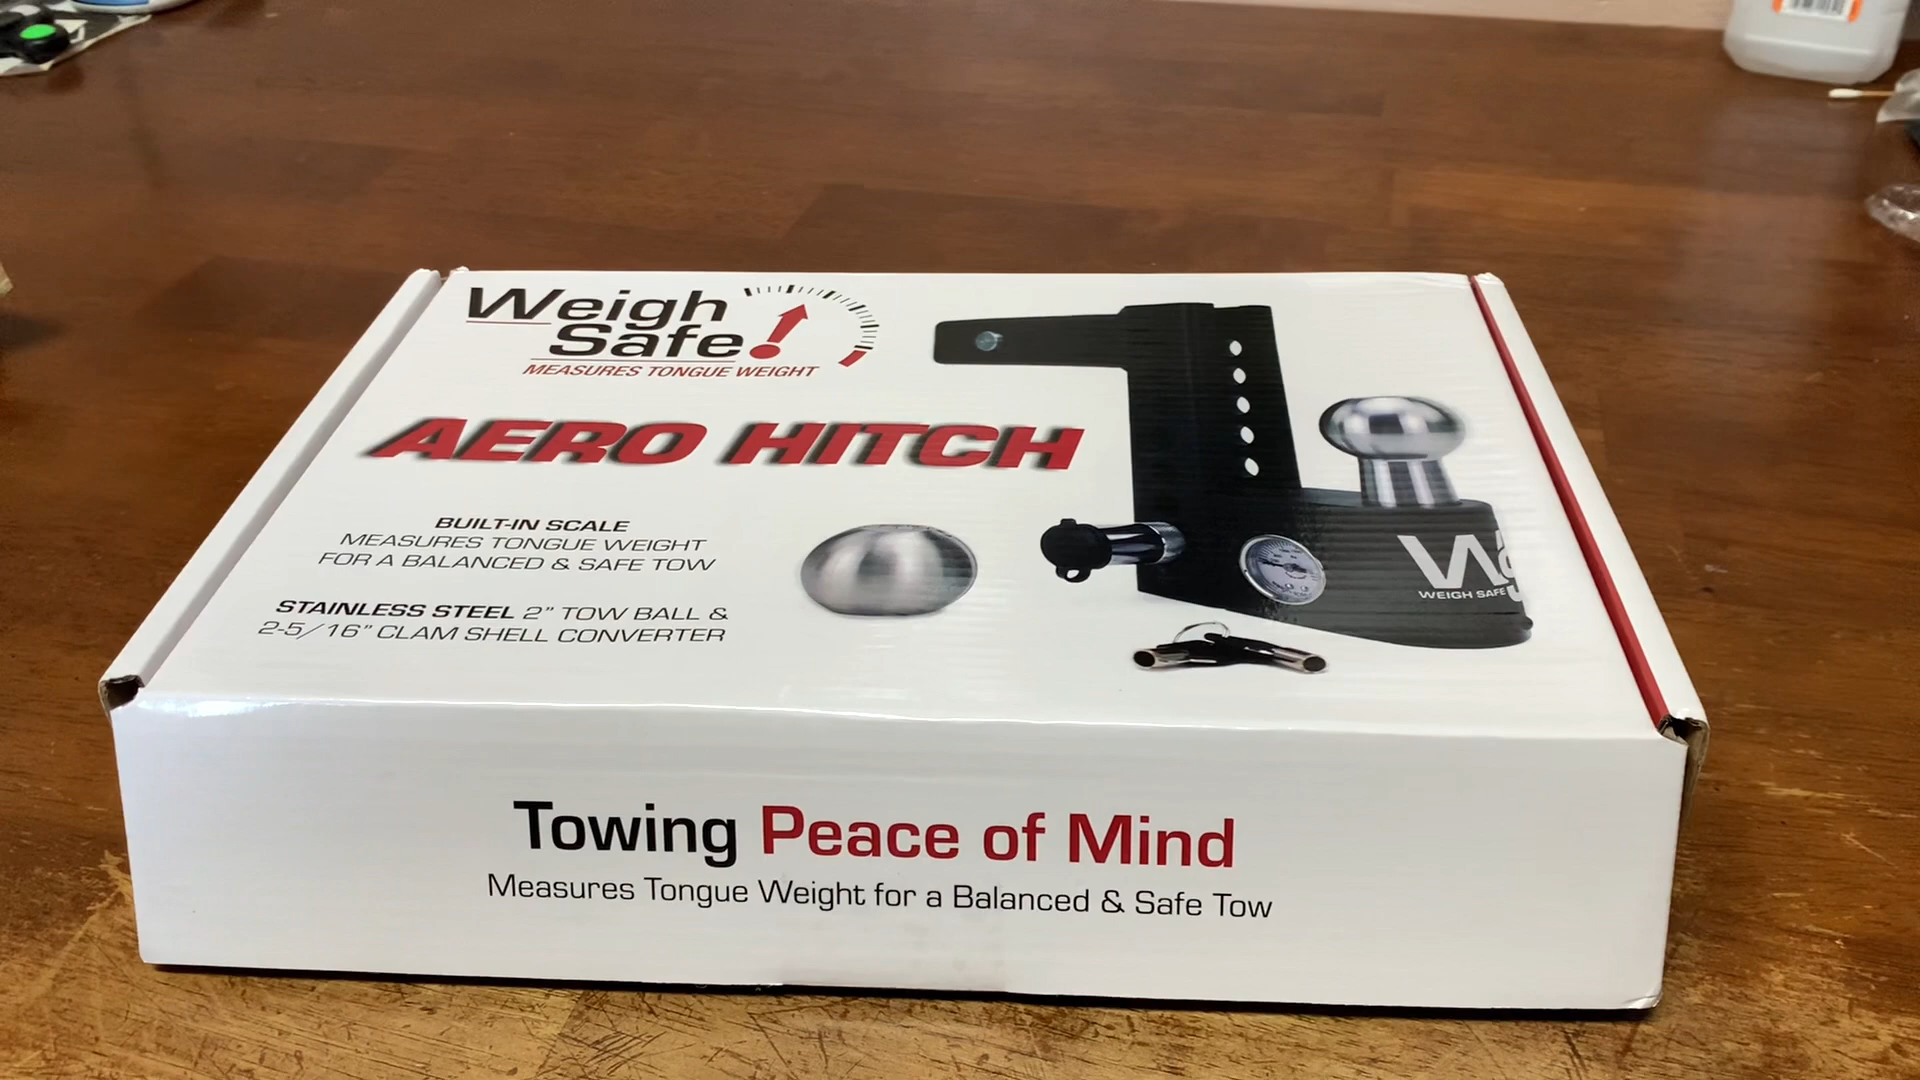 Weigh
Safe!
MEASURES TONGUE WEIGHT
AERO HITCH
BUILT-IN SCALE
MEASURES TONGUE WEIGHT
FOR A BALANCED & SAFE TOW
STAINLESS STEEL 2” TOW BALL &
2-5/16” CLAM SHELL CONVERTER
WS
WEIGH SAFE
Towing Peace of Mind
Measures Tongue Weight for a Balanced & Safe Tow